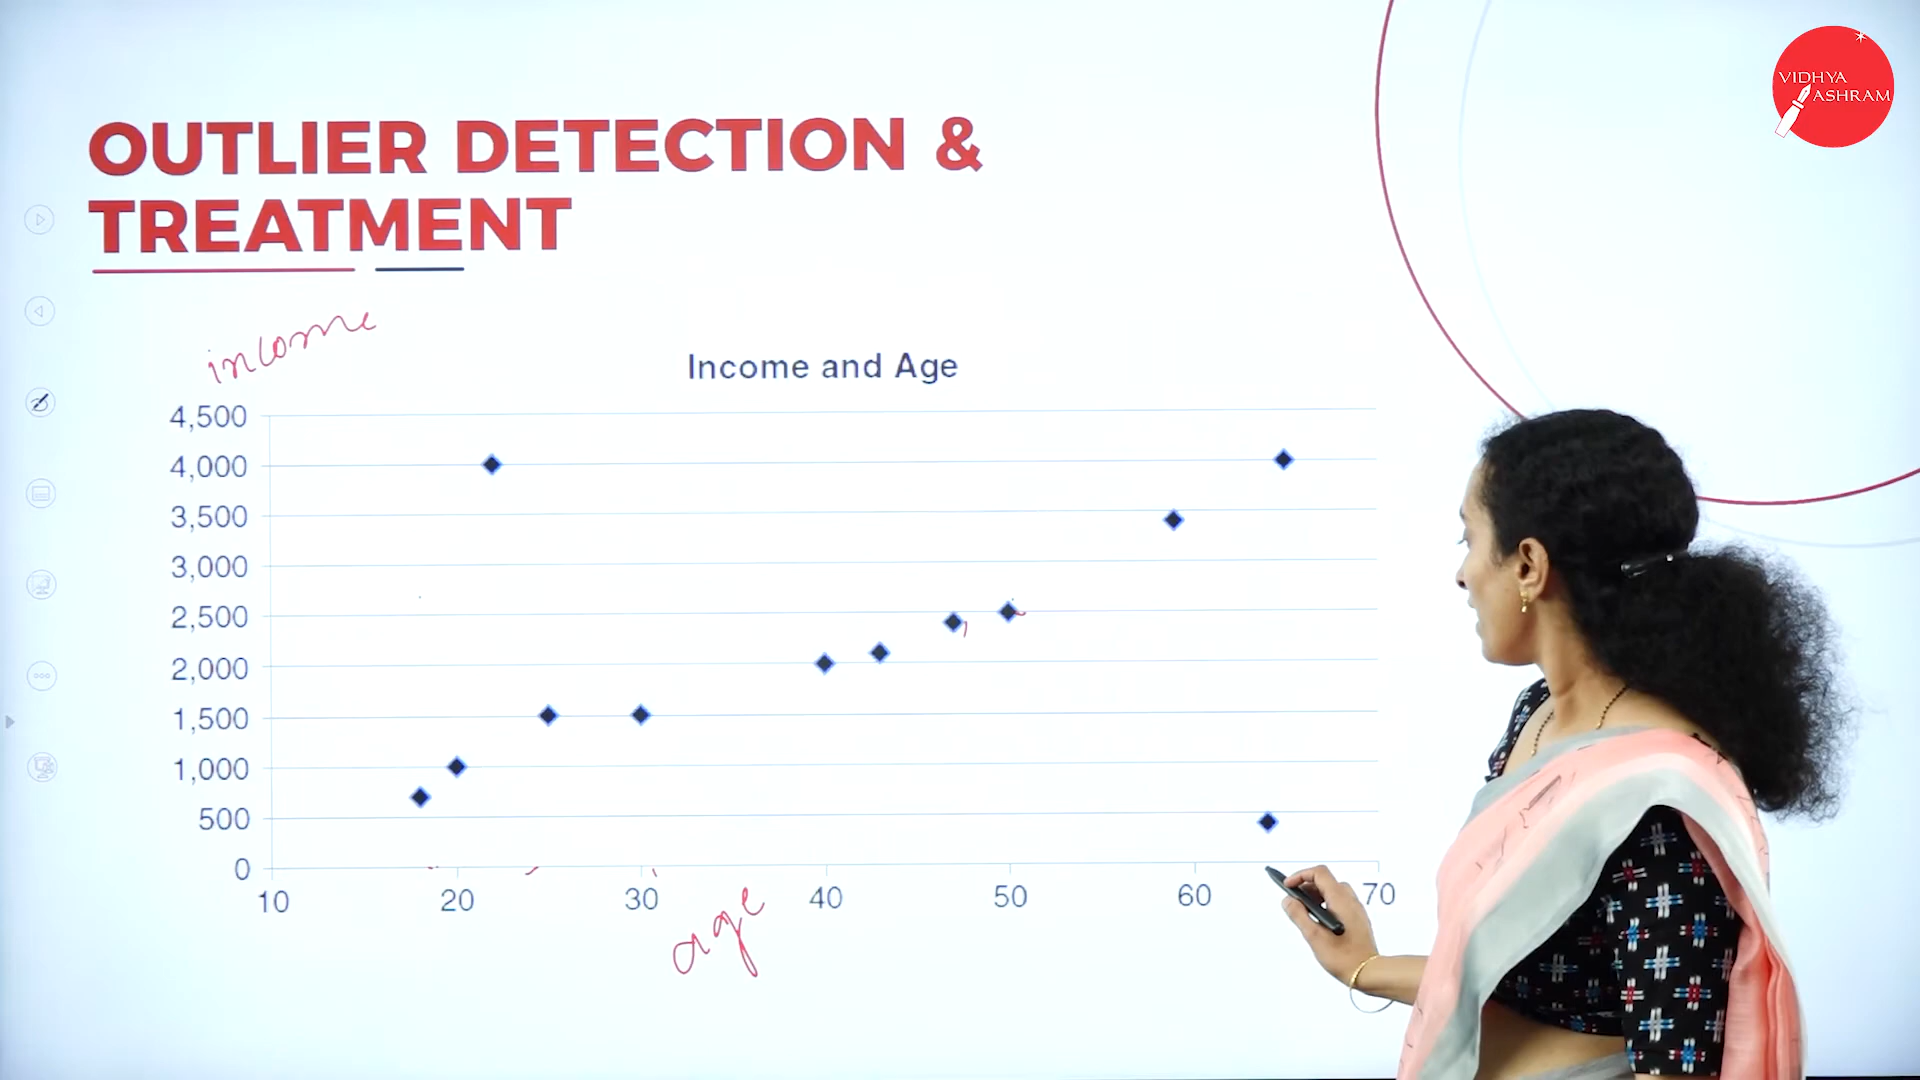 VIDHYA
ASHRAM
OUTLIER DETECTION &
TREATMENT
income
Income and Age
4,500
4,000
3,500
3,000
2,500
2,000
1,500
1,000
500
0
10 20 30 40 50 60 70
age